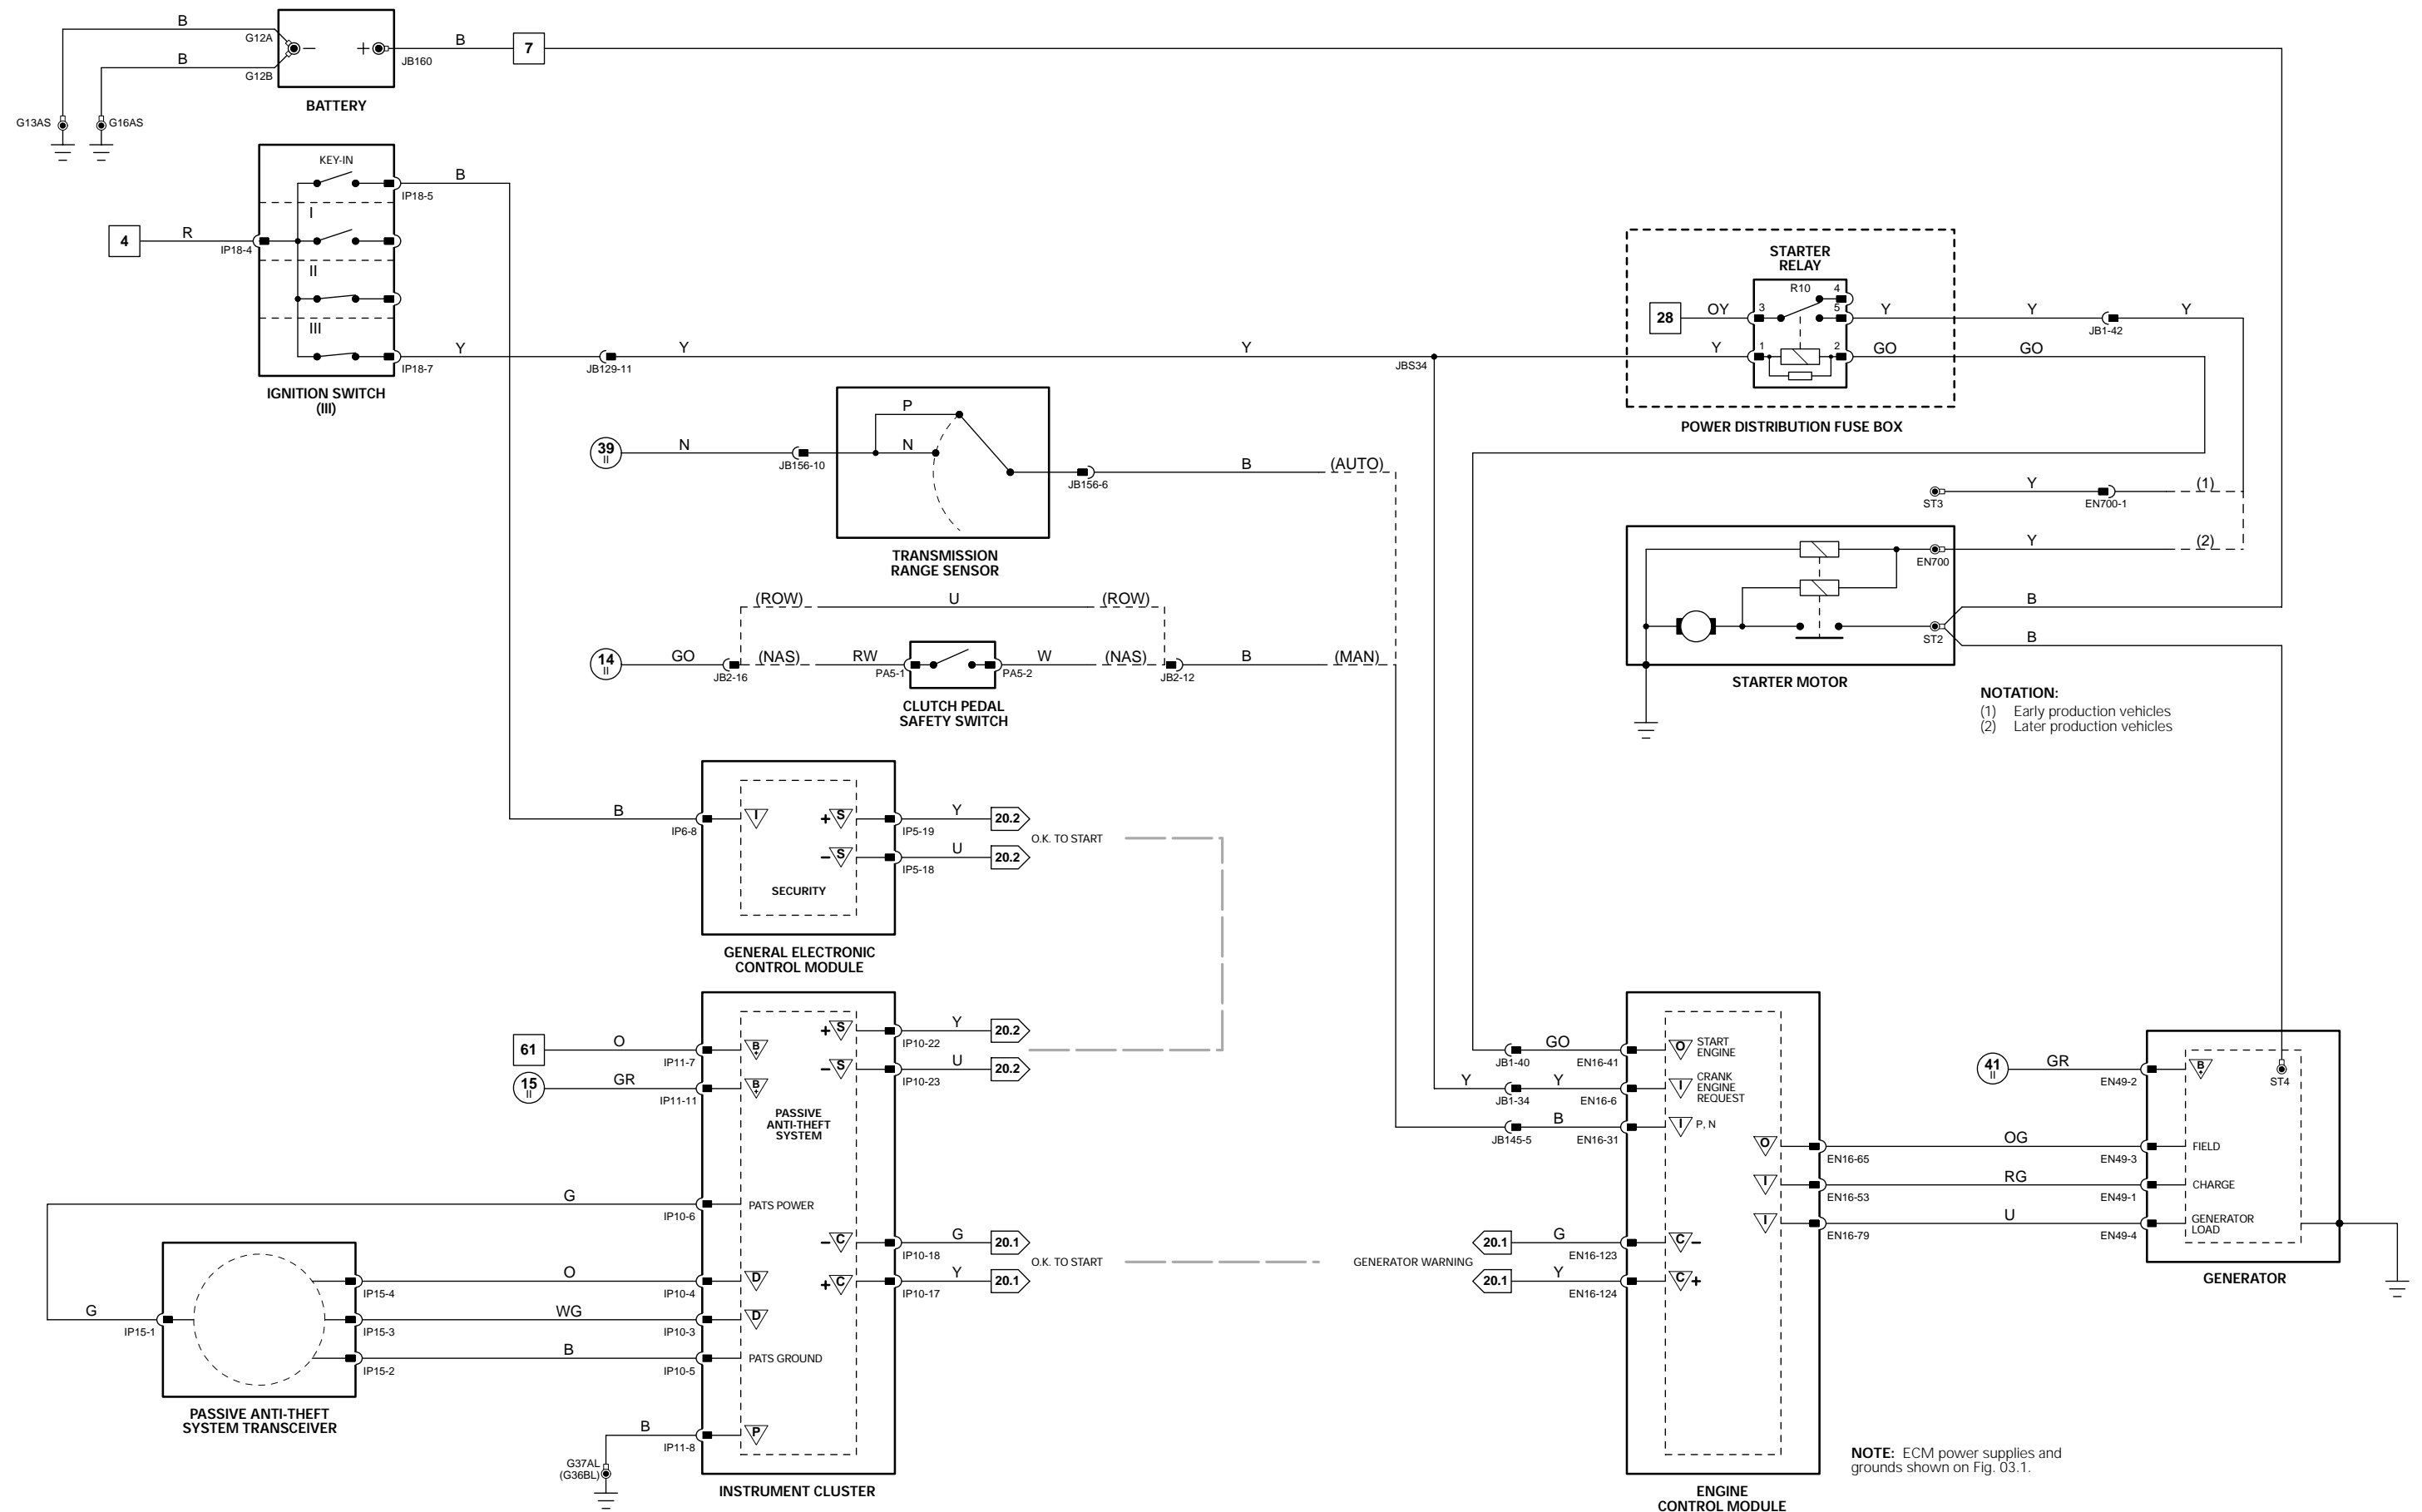 B
G12A
B
G12B
B
JB160
7
BATTERY
G13AS
G16AS
KEY-IN
B
IP18-5
I
4
R
IP18-4
II
III
Y
IP18-7
IGNITION SWITCH
(III)
JB129-11
Y
Y
JBS34
STARTER
RELAY
R10
4
3
5
28
OY
Y
Y
JB1-42
Y
Y
1
2
GO
GO
POWER DISTRIBUTION FUSE BOX
39
II
N
JB156-10
P
N
JB156-6
B
(AUTO)
TRANSMISSION
RANGE SENSOR
ST3
Y
EN700-1
(1)
EN700
Y
(2)
ST2
B
B
STARTER MOTOR
NOTATION:
(1) Early production vehicles
(2) Later production vehicles
(ROW)
U
(ROW)
14
II
GO
JB2-16
(NAS)
RW
PA5-1
PA5-2
W
(NAS)
JB2-12
B
(MAN)
CLUTCH PEDAL
SAFETY SWITCH
B
IP6-8
I
+
S
IP5-19
Y
20.2
O.K. TO START
–
S
IP5-18
U
20.2
SECURITY
GENERAL ELECTRONIC
CONTROL MODULE
61
O
IP11-7
B
+
+
S
IP10-22
Y
20.2
–
S
IP10-23
U
20.2
15
II
GR
IP11-11
B
+
PASSIVE
ANTI-THEFT
SYSTEM
G
IP10-6
PATS POWER
–
C
IP10-18
G
20.1
O.K. TO START
+
C
IP10-17
Y
20.1
G
IP15-1
IP15-4
O
IP10-4
D
IP15-3
WG
IP10-3
D
IP15-2
B
IP10-5
PATS GROUND
PASSIVE ANTI-THEFT
SYSTEM TRANSCEIVER
B
IP11-8
P
G37AL
(G36BL)
INSTRUMENT CLUSTER
JB1-40
GO
EN16-41
O
START
ENGINE
Y
JB1-34
Y
EN16-6
I
CRANK
ENGINE
REQUEST
JB145-5
B
EN16-31
I
P, N
O
EN16-65
OG
EN49-3
FIELD
I
EN16-53
RG
EN49-1
CHARGE
I
EN16-79
U
EN49-4
GENERATOR
LOAD
41
II
GR
EN49-2
B
+
ST4
GENERATOR
GENERATOR WARNING
20.1
G
EN16-123
C
–
20.1
Y
EN16-124
C
+
ENGINE
CONTROL MODULE
NOTE: ECM power supplies and
grounds shown on Fig. 03.1.